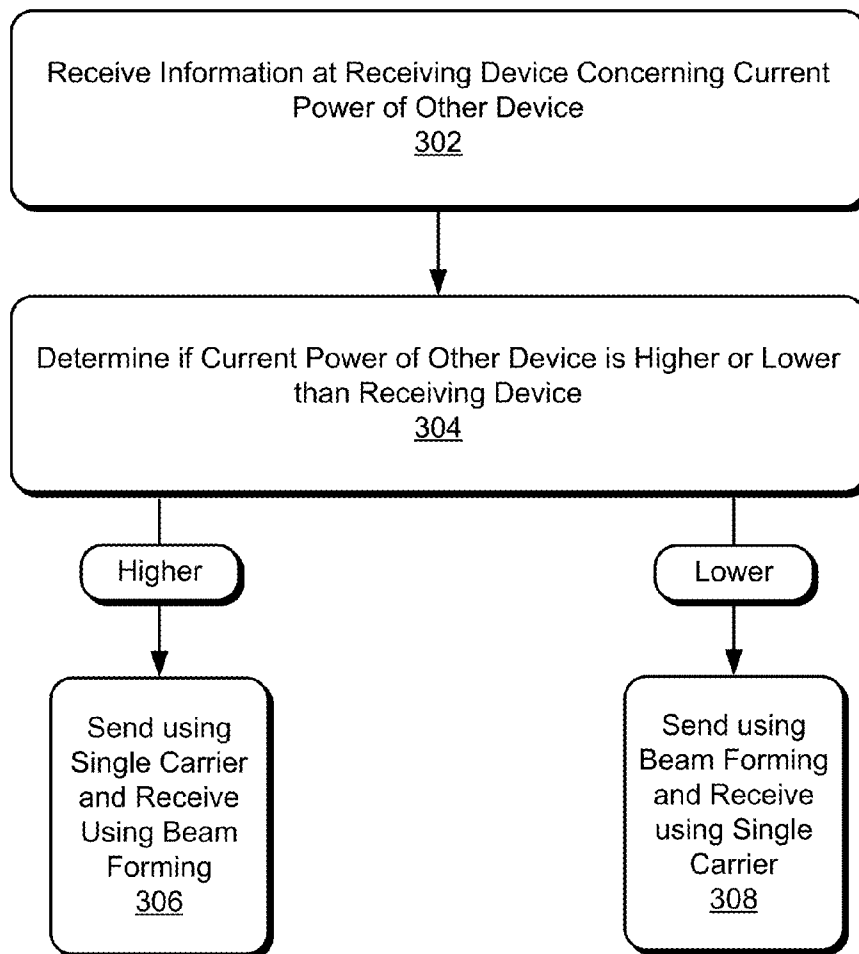 Receive Information at Receiving Device Concerning Current
Power of Other Device
302
Determine if Current Power of Other Device is Higher or Lower
than Receiving Device
304
Higher
Lower
Send using
Single Carrier
and Receive
Using Beam
Forming
306
Send using
Beam Forming
and Receive
using Single
Carrier
308